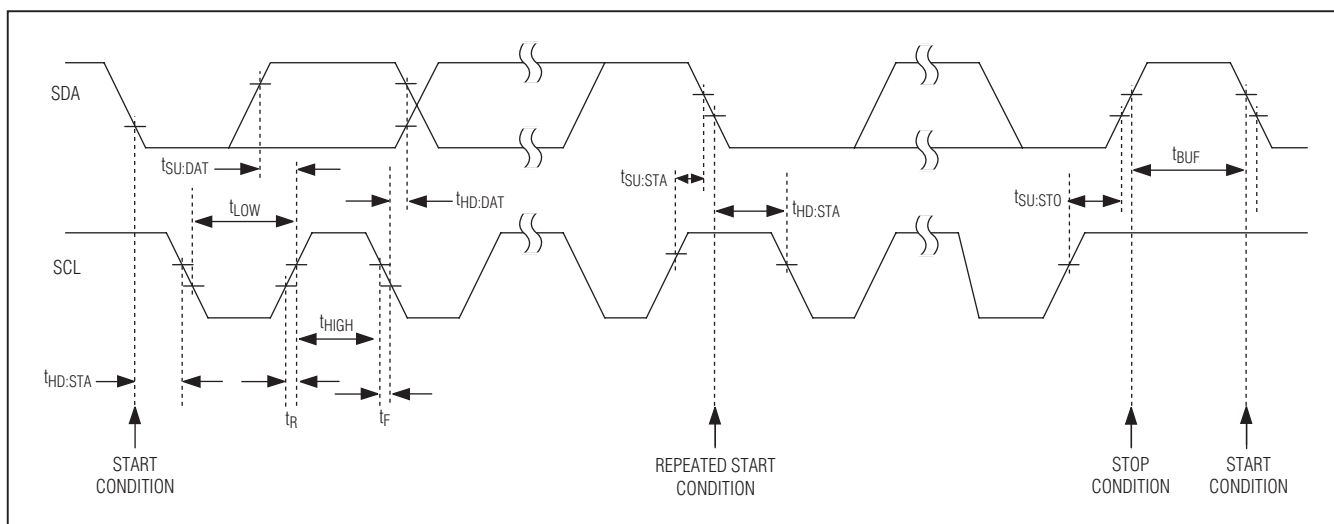 SDA
tSU:DAT
tLOW
tHD:DAT
tSU:STA
tHD:STA
tBUF
tSU:STO
SCL
tHIGH
tHD:STA
tR
tF
START
CONDITION
REPEATED START
CONDITION
STOP
CONDITION
START
CONDITION